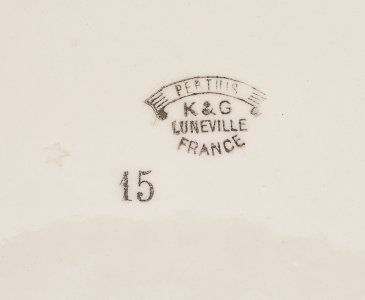 PERTUIS
K & G
LUNEVILLE
FRANCE
15